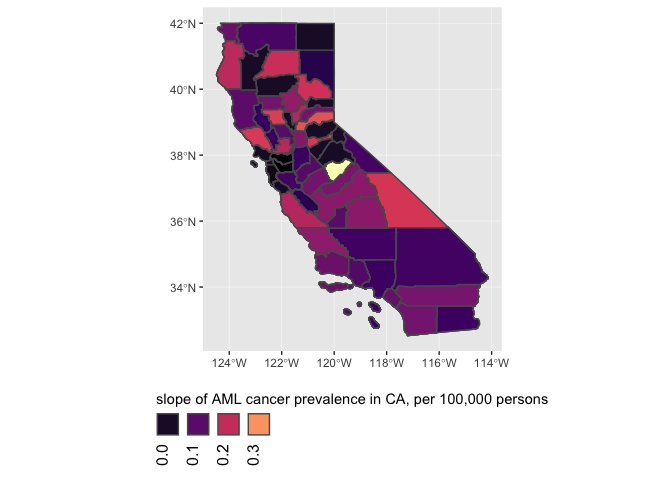 42°N
40°N
38°N
36°N
34°N
124°W 122°W 120°W 118°W 116°W 114°W
slope of AML cancer prevalence in CA, per 100,000 persons
0.0 0.1 0.2 0.3